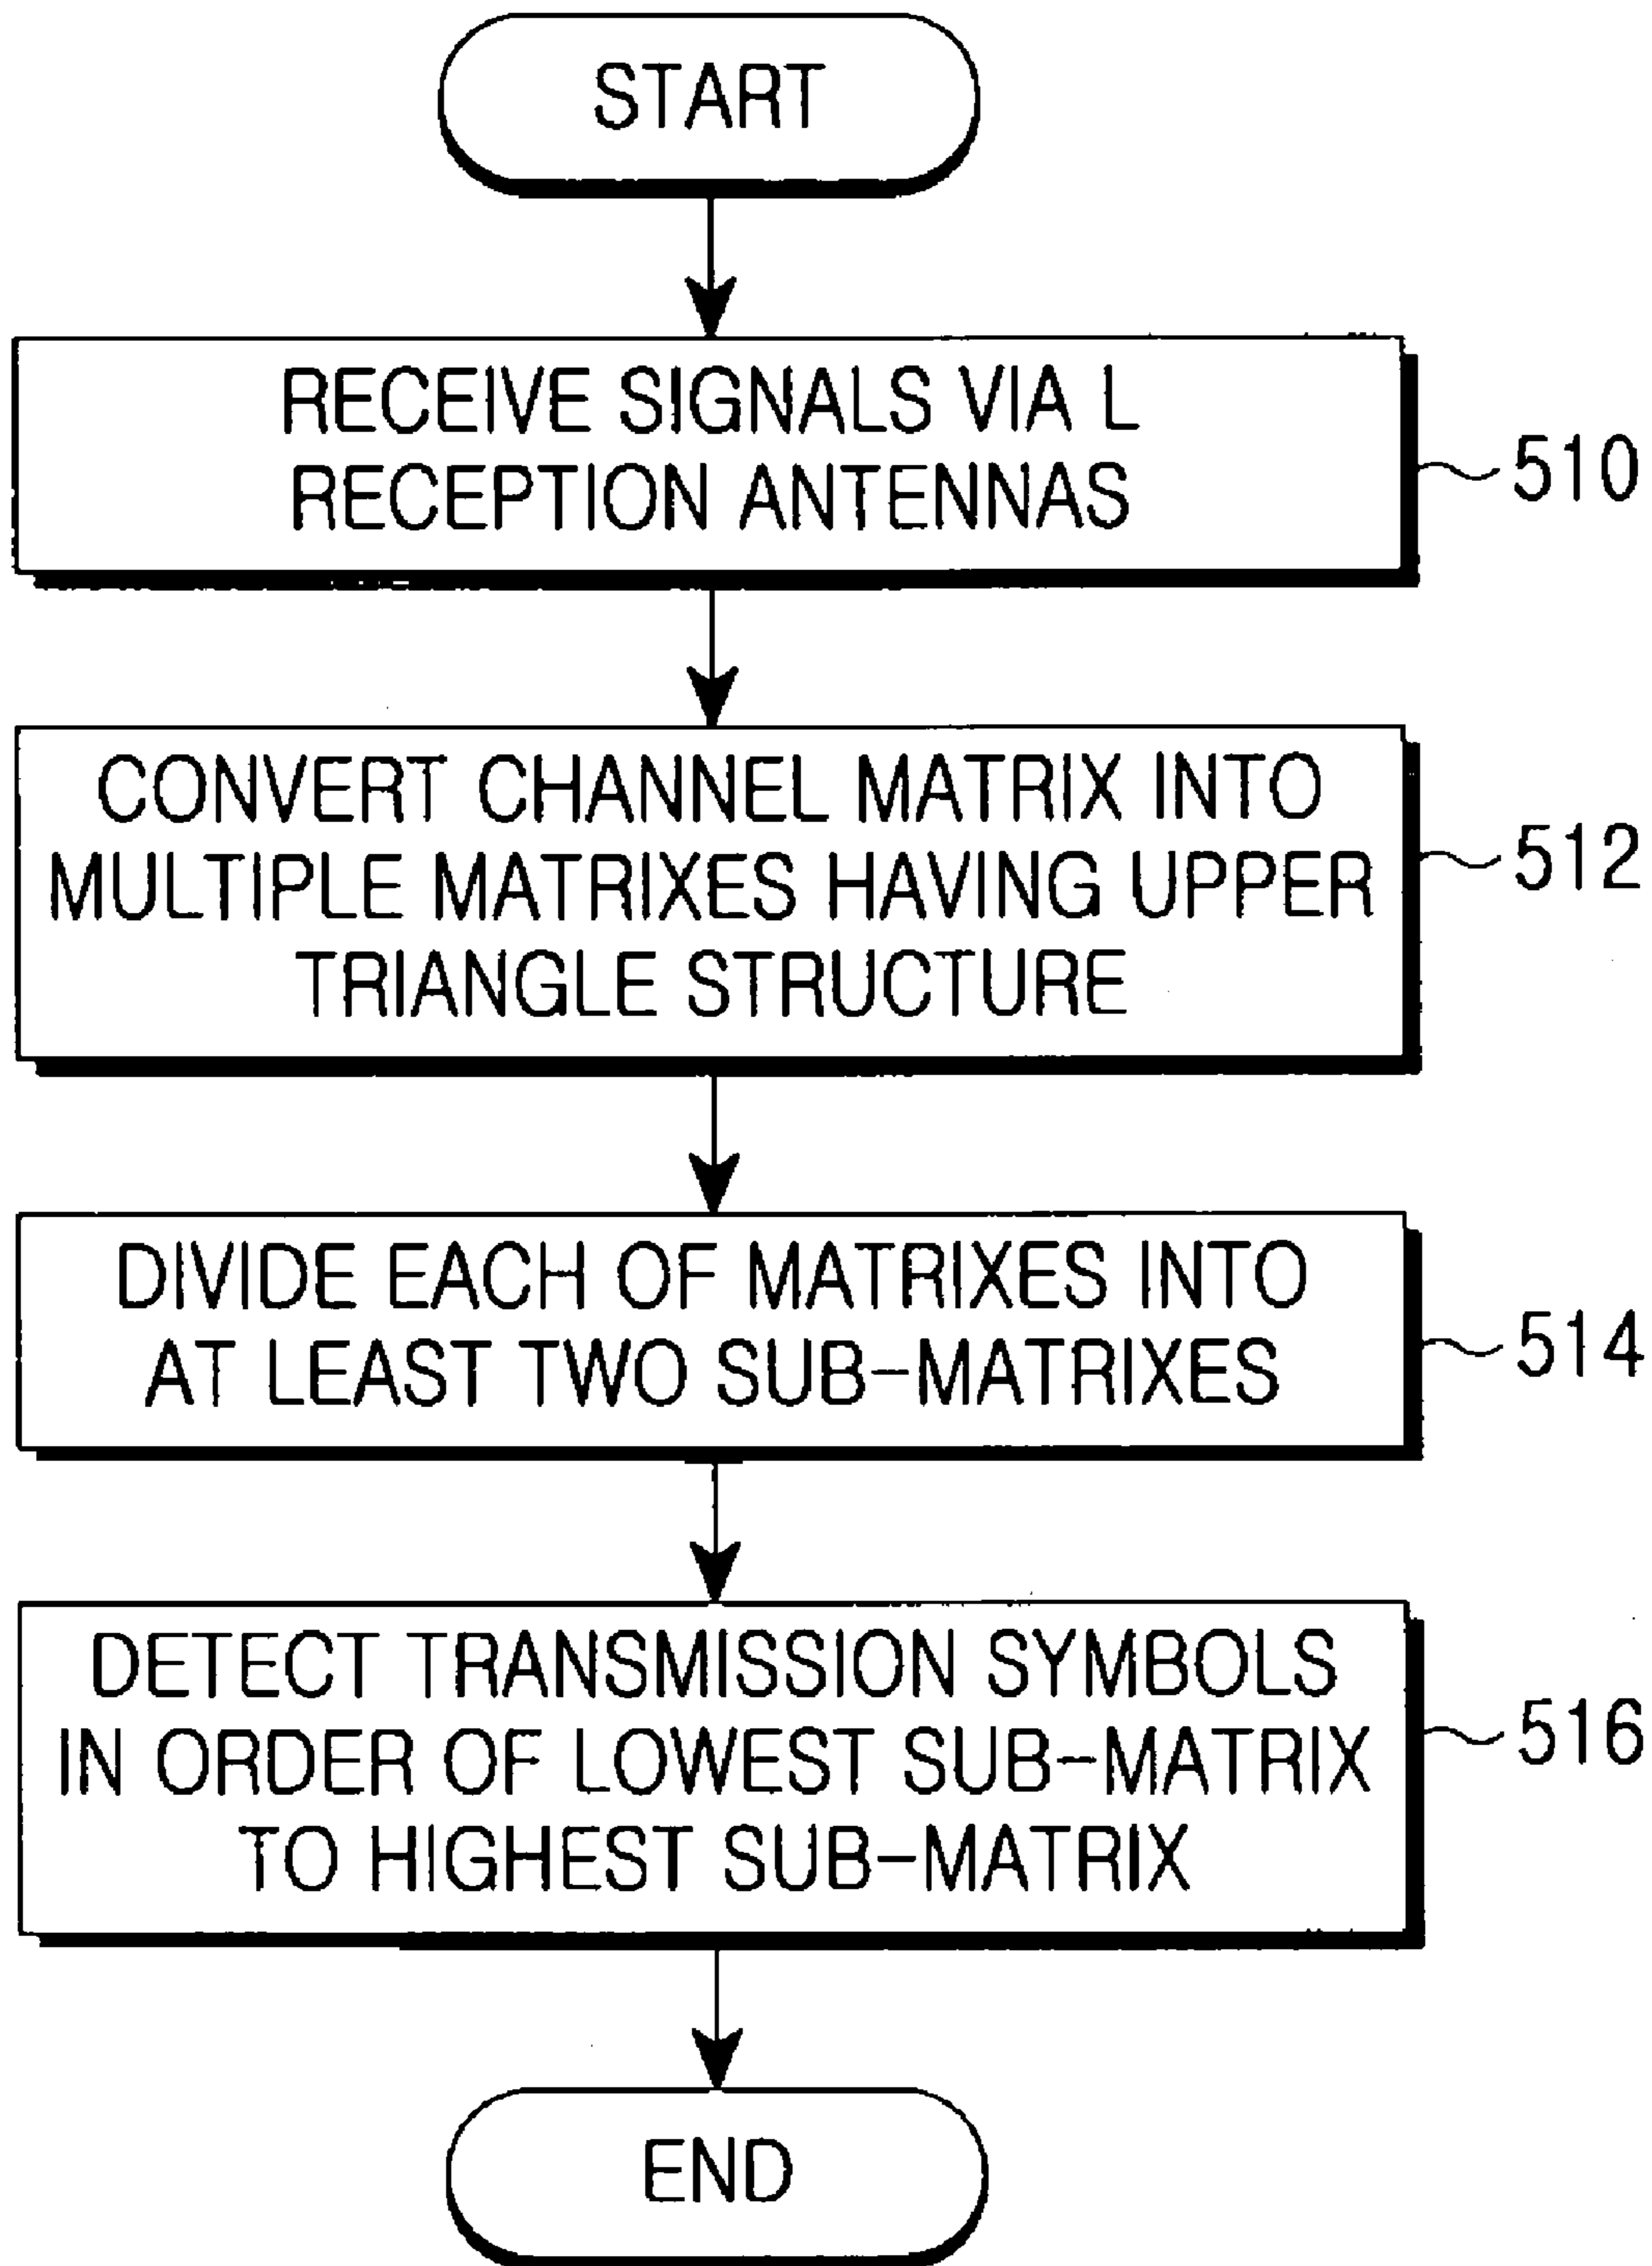 START
RECEIVE SIGNALS VIA L
RECEPTION ANTENNAS
510
CONVERT CHANNEL MATRIX INTO
MULTIPLE MATRIXES HAVING UPPER
TRIANGLE STRUCTURE
512
DIVIDE EACH OF MATRIXES INTO
AT LEAST TWO SUB-MATRIXES
514
DETECT TRANSMISSION SYMBOLS
IN ORDER OF LOWEST SUB-MATRIX
TO HIGHEST SUB-MATRIX
516
END